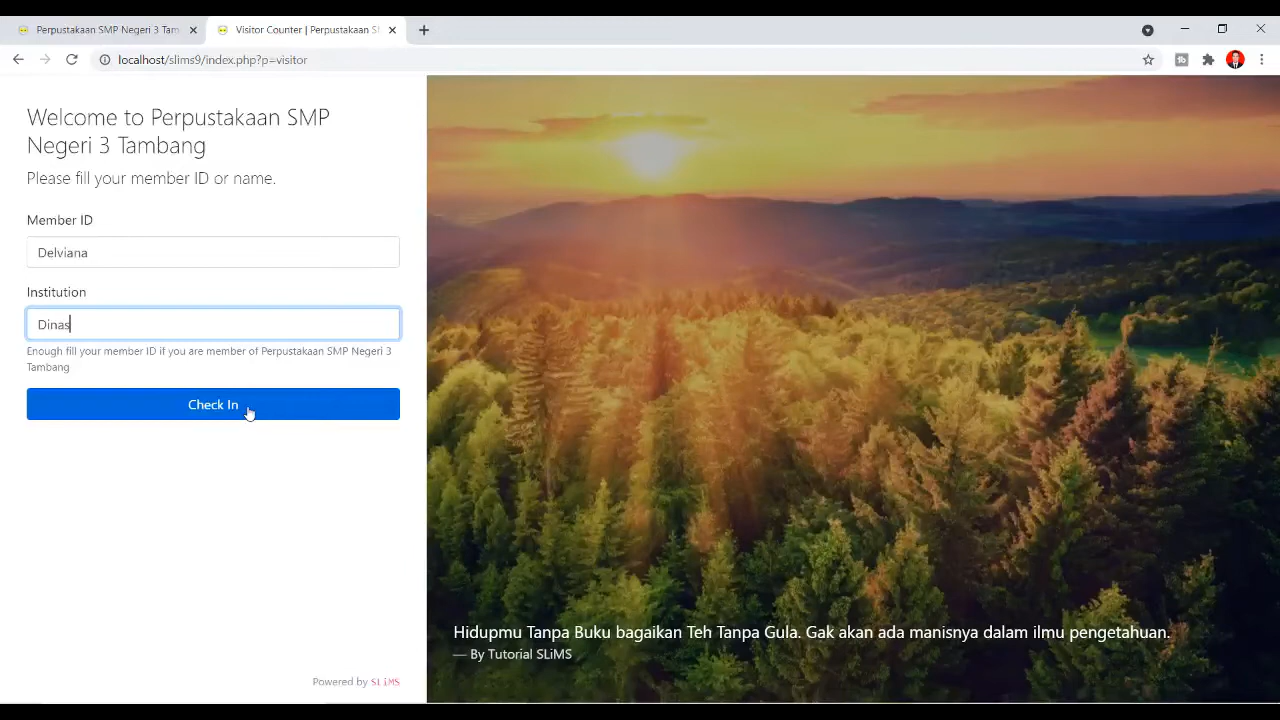 Perpustakaan SMP Negeri 3 Tam
Visitor Counter | Perpustakaan S
localhost/slims9/index.php?p=visitor
Welcome to Perpustakaan SMP
Negeri 3 Tambang
Please fill your member ID or name.
Member ID
Delviana
Institution
Dinas
Enough fill your member ID if you are member of Perpustakaan SMP Negeri 3
Tambang
Check In
Hidupmu Tanpa Buku bagaikan Teh Tanpa Gula. Gak akan ada manisnya dalam ilmu pengetahuan.
— By Tutorial SLiMS
Powered by SLiMS